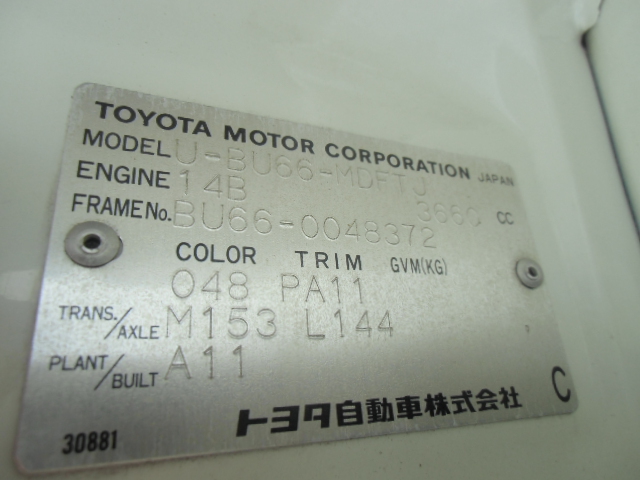 TOYOTA MOTOR CORPORATION JAPAN
MODEL U-BU66-MDFTJ
ENGINE 14B 3660 CC
FRAME No. BU66-0048372
COLOR TRIM GVM(KG)
048 PA11
TRANS./AXLE M153 L144
PLANT/BUILT A11
トヨタ自動車株式会社 C
30881